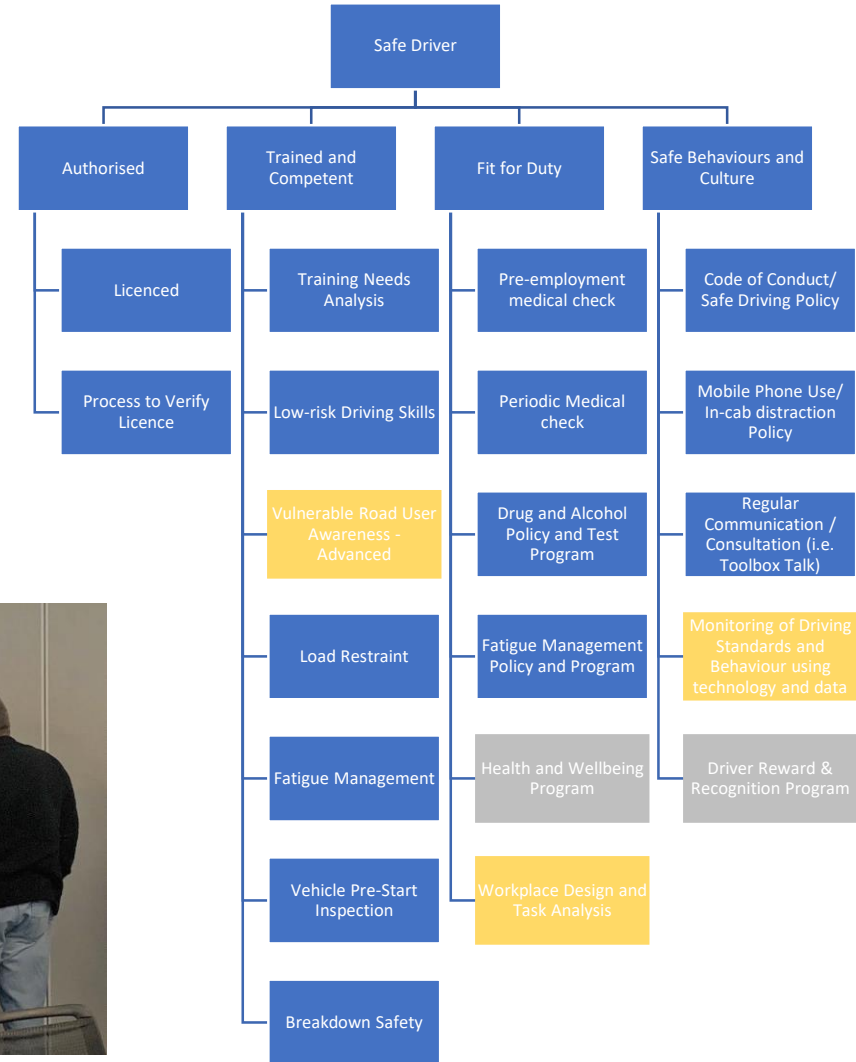 Safe Driver
Authorised
Licenced
Process to Verify
Licence
Trained and
Competent
Training Needs
Analysis
Low-risk Driving Skills
Vulnerable Road User
Awareness -
Advanced
Load Restraint
Fatigue Management
Vehicle Pre-Start
Inspection
Breakdown Safety
Fit for Duty
Pre-employment
medical check
Periodic Medical
check
Drug and Alcohol
Policy and Test
Program
Fatigue Management
Policy and Program
Health and Wellbeing
Program
Workplace Design and
Task Analysis
Safe Behaviours and
Culture
Code of Conduct/
Safe Driving Policy
Mobile Phone Use/
In-cab distraction
Policy
Regular
Communication /
Consultation (i.e.
Toolbox Talk)
Monitoring of Driving
Standards and
Behaviour using
technology and data
Driver Reward &
Recognition Program